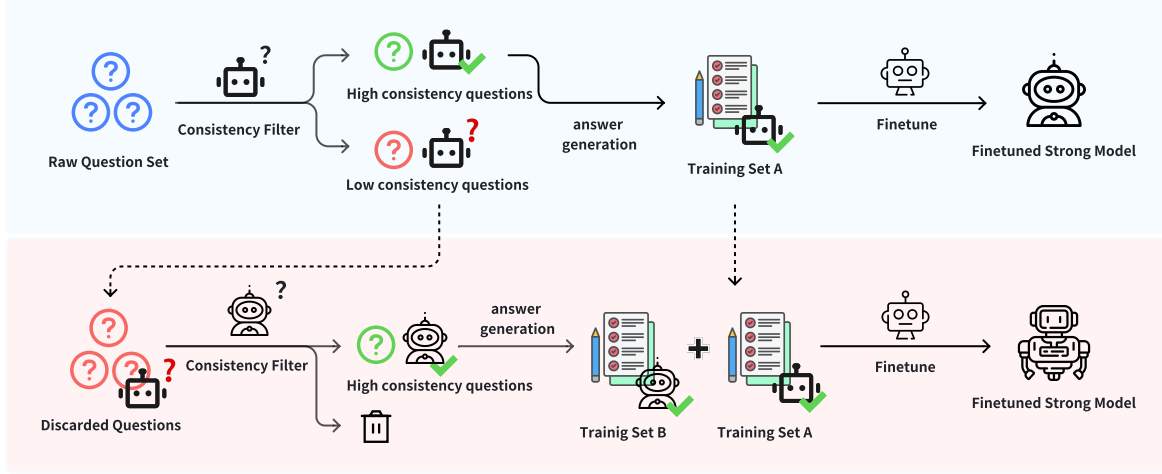 ?
?
High consistency questions
? ?
?
Consistency Filter
Raw Question Set
?
?
Low consistency questions
answer
generation
Training Set A
Finetune
Finetuned Strong Model
?
? ?
?
Discarded Questions
?
Consistency Filter
?
High consistency questions
answer
generation
Trainig Set B
+
Training Set A
Finetune
Finetuned Strong Model